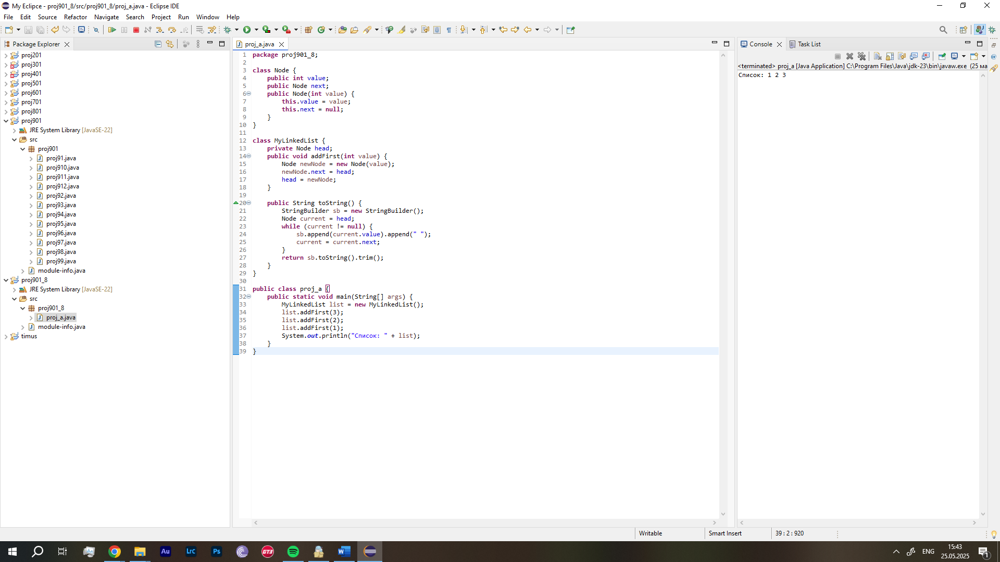 My Eclipce - proj901_8/src/proj901_8/proj_a.java - Eclipse IDE
File Edit Source Refactor Navigate Search Project Run Window Help
Package Explorer
proj201
proj301
proj401
proj501
proj601
proj701
proj801
proj901
JRE System Library [JavaSE-22]
src
proj901
proj91.java
proj910.java
proj911.java
proj912.java
proj92.java
proj93.java
proj94.java
proj95.java
proj96.java
proj97.java
proj98.java
proj99.java
module-info.java
proj901_8
JRE System Library [JavaSE-22]
src
proj901_8
proj_a.java
module-info.java
timus
proj_a.java
1 package proj901_8;
2
3 class Node {
4 public int value;
5 public Node next;
6 public Node(int value) {
7 this.value = value;
8 this.next = null;
9 }
10 }
11
12 class MyLinkedList {
13 private Node head;
14 public void addFirst(int value) {
15 Node newNode = new Node(value);
16 newNode.next = head;
17 head = newNode;
18 }
19
20 public String toString() {
21 StringBuilder sb = new StringBuilder();
22 Node current = head;
23 while (current != null) {
24 sb.append(current.value).append(" ");
25 current = current.next;
26 }
27 return sb.toString().trim();
28 }
29 }
30
31 public class proj_a {
32 public static void main(String[] args) {
33 MyLinkedList list = new MyLinkedList();
34 list.addFirst(3);
35 list.addFirst(2);
36 list.addFirst(1);
37 System.out.println("Список: " + list);
38 }
39 }
Console Task List
<terminated> proj_a [Java Application] C:\Program Files\Java\jdk-23\bin\javaw.exe (25 ма
Список: 1 2 3
Writable Smart Insert 39 : 2 : 920
Au Lrc Ps GT3 W
ENG 15:43
25.05.2025
1